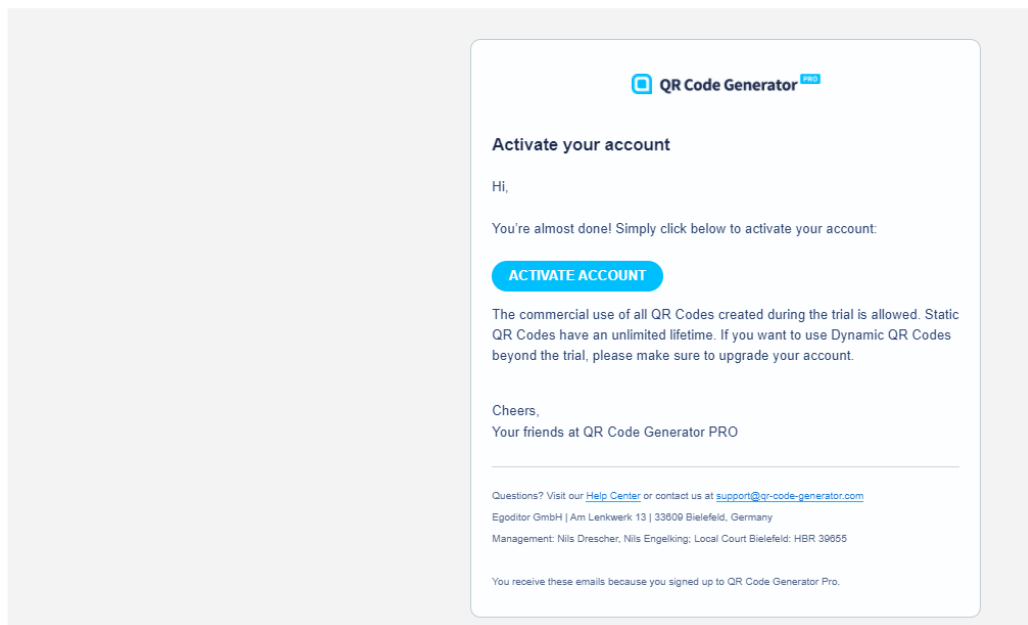 QR Code Generator PRO
Activate your account
Hi,
You're almost done! Simply click below to activate your account:
ACTIVATE ACCOUNT
The commercial use of all QR Codes created during the trial is allowed. Static
QR Codes have an unlimited lifetime. If you want to use Dynamic QR Codes
beyond the trial, please make sure to upgrade your account.
Cheers,
Your friends at QR Code Generator PRO
Questions? Visit our Help Center or contact us at support@qr-code-generator.com
Egoditor GmbH | Am Lenkwerk 13 | 33609 Bielefeld, Germany
Management: Nils Drescher, Nils Engelking; Local Court Bielefeld: HBR 39655
You receive these emails because you signed up to QR Code Generator Pro.